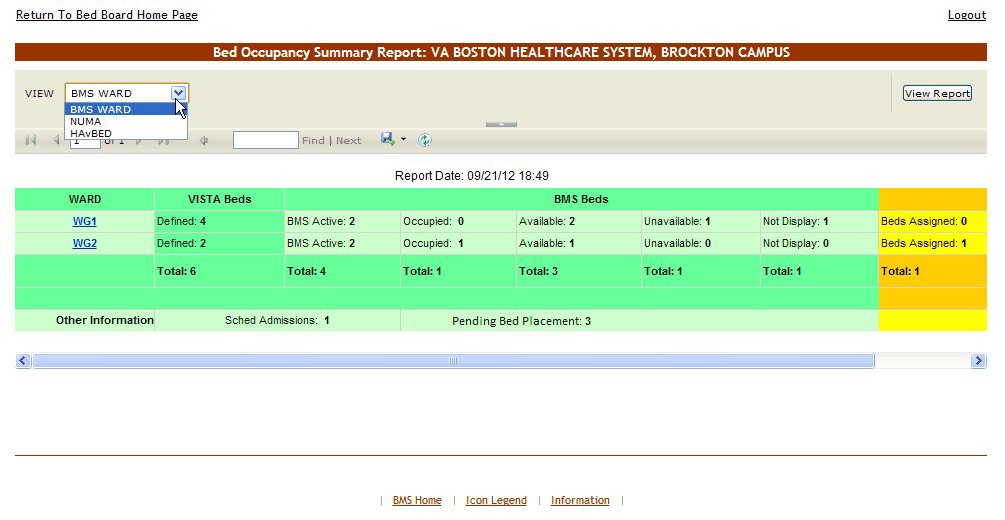 Return To Bed Board Home Page Logout
Bed Occupancy Summary Report: VA BOSTON HEALTHCARE SYSTEM, BROCKTON CAMPUS
VIEW BMS WARD View Report
BMS WARD
NUMA
HAvBED
1 of 1 Find | Next
Report Date: 09/21/12 18:49
WARD VISTA Beds BMS Beds
WG1 Defined: 4 BMS Active: 2 Occupied: 0 Available: 2 Unavailable: 1 Not Display: 1 Beds Assigned: 0
WG2 Defined: 2 BMS Active: 2 Occupied: 1 Available: 1 Unavailable: 0 Not Display: 0 Beds Assigned: 1
Total: 6 Total: 4 Total: 1 Total: 3 Total: 1 Total: 1 Total: 1
Other Information Sched Admissions: 1 Pending Bed Placement: 3
| BMS Home | Icon Legend | Information |